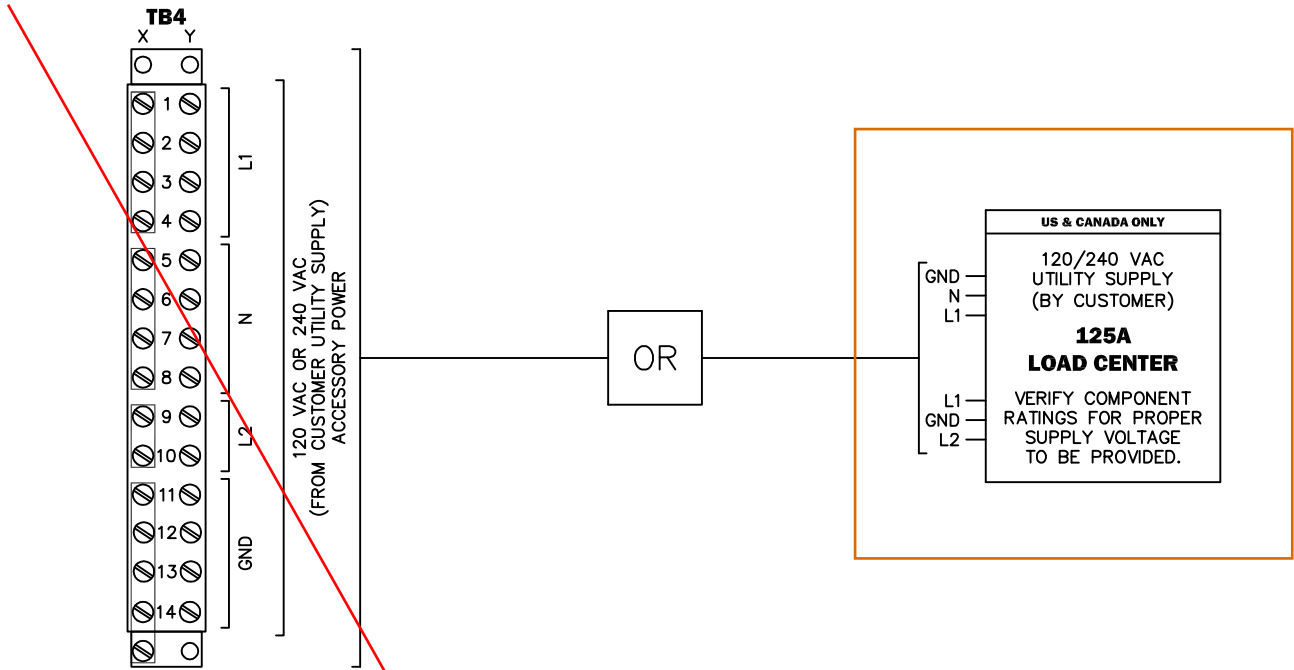 TB4
X Y
1
2
3
4
5
6
7
8
9
10
11
12
13
14
L1
N
L2
GND
120 VAC OR 240 VAC
(FROM CUSTOMER UTILITY SUPPLY)
ACCESSORY POWER
OR
GND
N
L1
L1
GND
L2
US & CANADA ONLY
120/240 VAC
UTILITY SUPPLY
(BY CUSTOMER)
125A
LOAD CENTER
VERIFY COMPONENT
RATINGS FOR PROPER
SUPPLY VOLTAGE
TO BE PROVIDED.